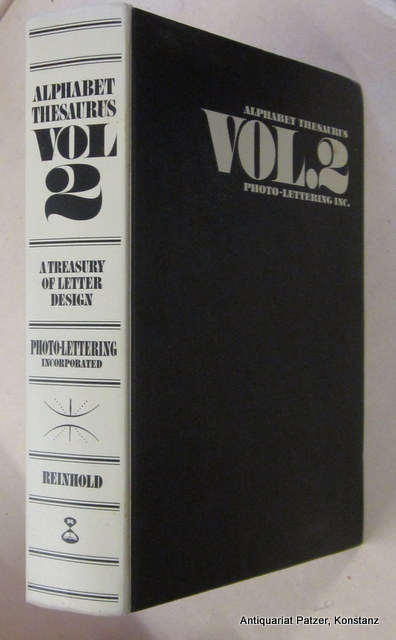 ALPHABET
THESAURUS
VOL
2
A TREASURY
OF LETTER
DESIGN
PHOTO-LETTERING
INCORPORATED
REINHOLD
ALPHABET THESAURUS
VOL.2
PHOTO-LETTERING INC.
Antiquariat Patzer, Konstanz